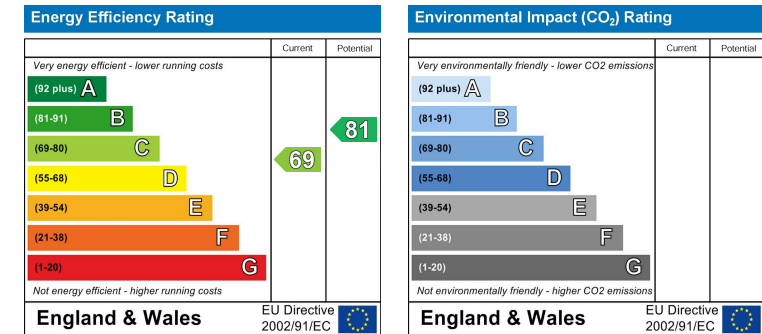 Energy Efficiency Rating
Current Potential
Very energy efficient - lower running costs
(92 plus) A
(81-91) B
81
(69-80) C
69
(55-68) D
(39-54) E
(21-38) F
(1-20) G
Not energy efficient - higher running costs
England & Wales
EU Directive
2002/91/EC
Environmental Impact (CO₂) Rating
Current Potential
Very environmentally friendly - lower CO2 emissions
(92 plus) A
(81-91) B
(69-80) C
(55-68) D
(39-54) E
(21-38) F
(1-20) G
Not environmentally friendly - higher CO2 emissions
England & Wales
EU Directive
2002/91/EC